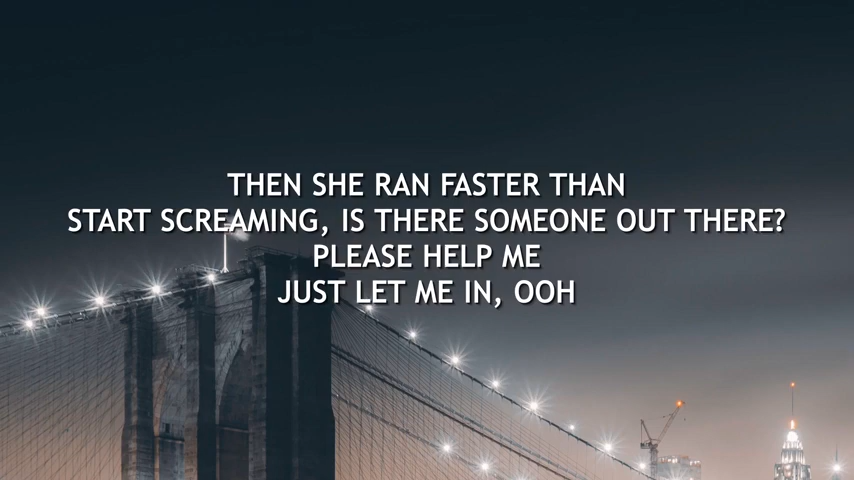 THEN SHE RAN FASTER THAN
START SCREAMING, IS THERE SOMEONE OUT THERE?
PLEASE HELP ME
JUST LET ME IN, OOH